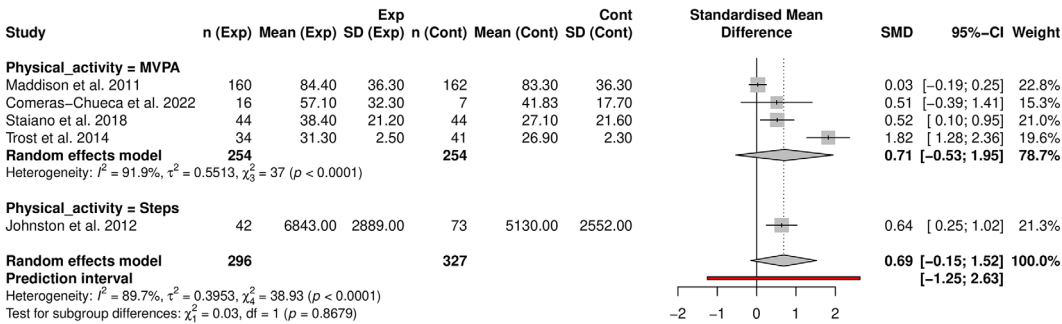 Exp Cont Standardised Mean
Study n (Exp) Mean (Exp) SD (Exp) n (Cont) Mean (Cont) SD (Cont) Difference SMD 95%−CI Weight
Physical_activity = MVPA
Maddison et al. 2011 160 84.40 36.30 162 83.30 36.30 0.03 [−0.19; 0.25] 22.8%
Comeras−Chueca et al. 2022 16 57.10 32.30 7 41.83 17.70 0.51 [−0.39; 1.41] 15.3%
Staiano et al. 2018 44 38.40 21.20 44 27.10 21.60 0.52 [ 0.10; 0.95] 21.0%
Trost et al. 2014 34 31.30 2.50 41 26.90 2.30 1.82 [ 1.28; 2.36] 19.6%
Random effects model 254 254 0.71 [−0.53; 1.95] 78.7%
Heterogeneity: I² = 91.9%, τ² = 0.5513, χ²₃ = 37 (p < 0.0001)
Physical_activity = Steps
Johnston et al. 2012 42 6843.00 2889.00 73 5130.00 2552.00 0.64 [ 0.25; 1.02] 21.3%
Random effects model 296 327 0.69 [−0.15; 1.52] 100.0%
Prediction interval [−1.25; 2.63]
Heterogeneity: I² = 89.7%, τ² = 0.3953, χ²₄ = 38.93 (p < 0.0001)
Test for subgroup differences: χ²₁ = 0.03, df = 1 (p = 0.8679)
−2 −1 0 1 2